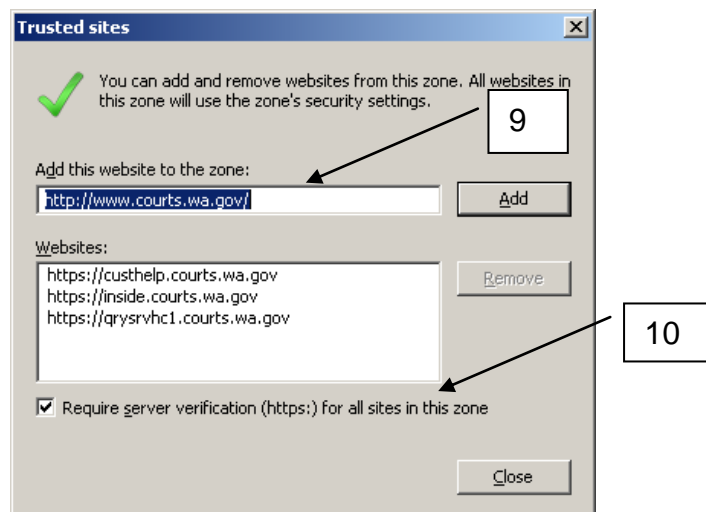 Trusted sites
You can add and remove websites from this zone. All websites in
this zone will use the zone's security settings.
9
Add this website to the zone:
http://www.courts.wa.gov/
Add
Websites:
https://custhelp.courts.wa.gov
https://inside.courts.wa.gov
https://qrysrvhc1.courts.wa.gov
Remove
10
Require server verification (https:) for all sites in this zone
Close